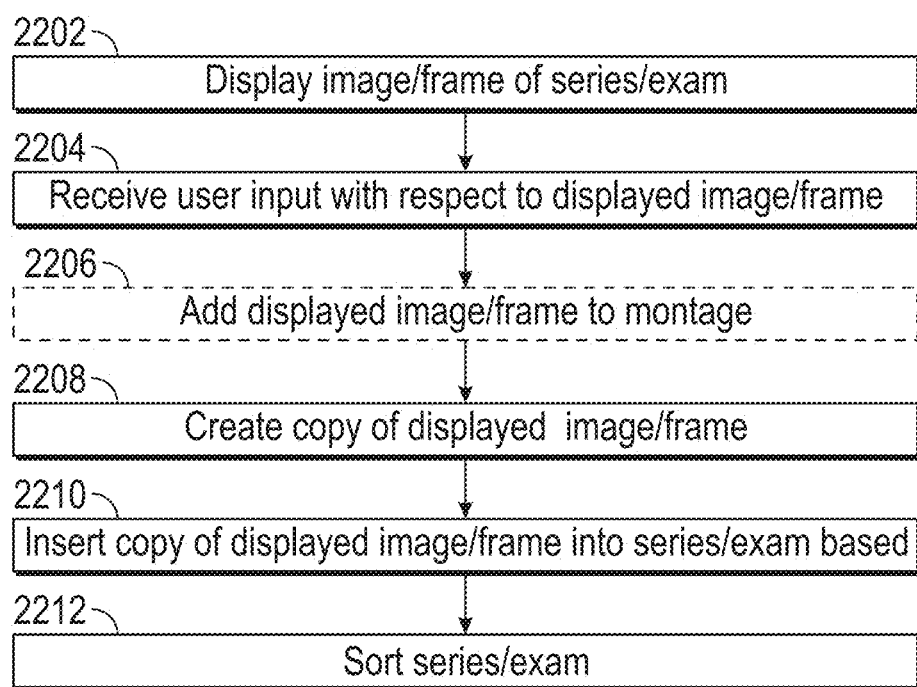 2202
Display image/frame of series/exam
2204
Receive user input with respect to displayed image/frame
2206
Add displayed image/frame to montage
2208
Create copy of displayed image/frame
2210
Insert copy of displayed image/frame into series/exam based
2212
Sort series/exam